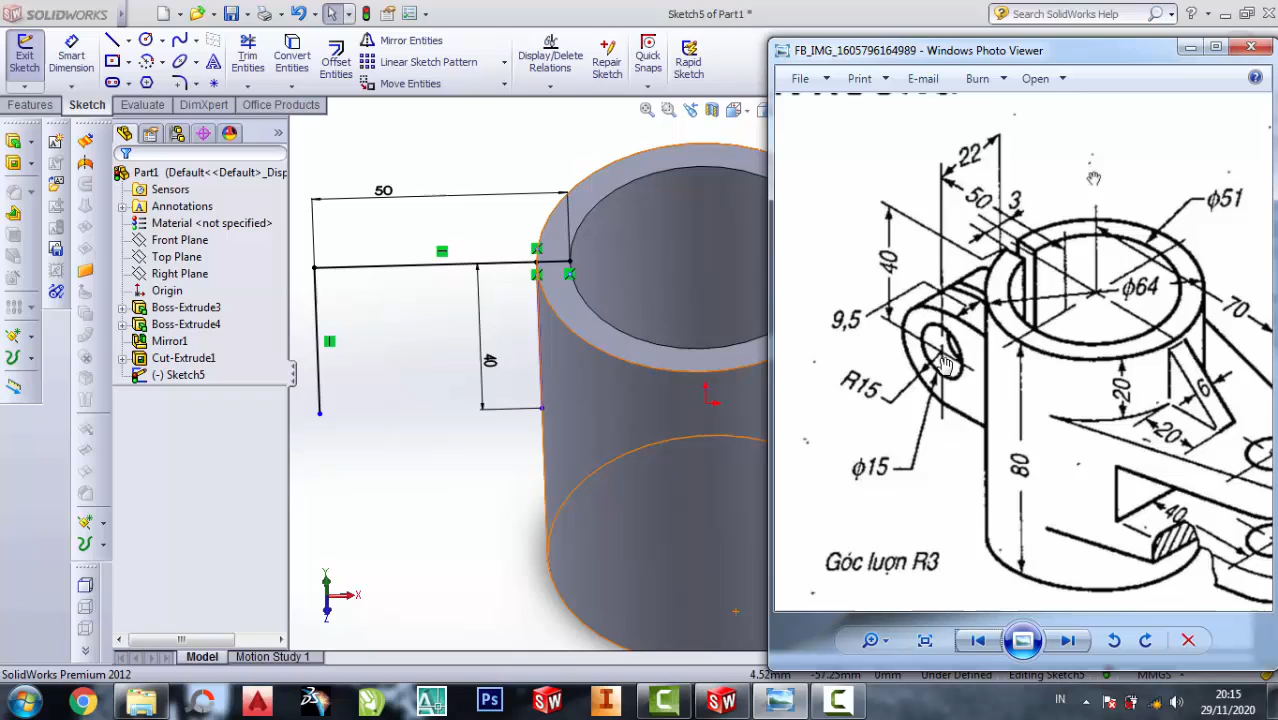 SOLIDWORKS
Sketch5 of Part1 *
Search SolidWorks Help
Exit Sketch
Smart Dimension
Trim Entities
Convert Entities
Offset Entities
Mirror Entities
Linear Sketch Pattern
Move Entities
Display/Delete Relations
Repair Sketch
Quick Snaps
Rapid Sketch
Features
Sketch
Evaluate
DimXpert
Office Products
Part1 (Default<<Default>_Disp
Sensors
Annotations
Material <not specified>
Front Plane
Top Plane
Right Plane
Origin
Boss-Extrude3
Boss-Extrude4
Mirror1
Cut-Extrude1
(-) Sketch5
50
40
X
Y
Z
FB_IMG_1605796164989 - Windows Photo Viewer
File
Print
E-mail
Burn
Open
22
50
3
φ51
40
φ64
70
9,5
R15
20
6
20
φ15
80
40
Góc lượn R3
Model
Motion Study 1
SolidWorks Premium 2012
4.52mm
-57.25mm
0mm
Under Defined
Editing Sketch5
MMGS
Ps
SW
IN
20:15
29/11/2020